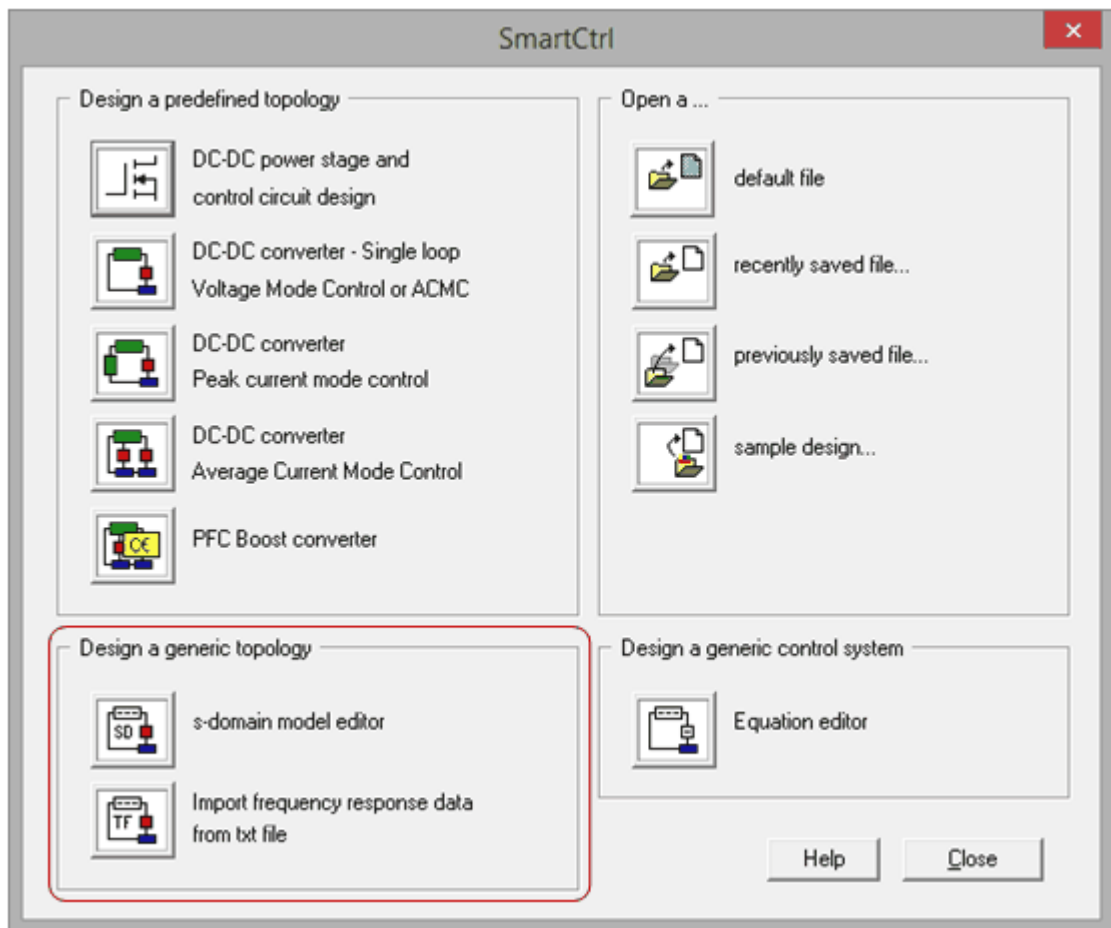 SmartCtrl
Design a predefined topology
DC-DC power stage and
control circuit design
DC-DC converter - Single loop
Voltage Mode Control or ACMC
DC-DC converter
Peak current mode control
DC-DC converter
Average Current Mode Control
C€
PFC Boost converter
Open a ...
default file
recently saved file...
previously saved file...
sample design...
Design a generic topology
SD
s-domain model editor
TF
Import frequency response data
from txt file
Design a generic control system
Equation editor
Help
Close